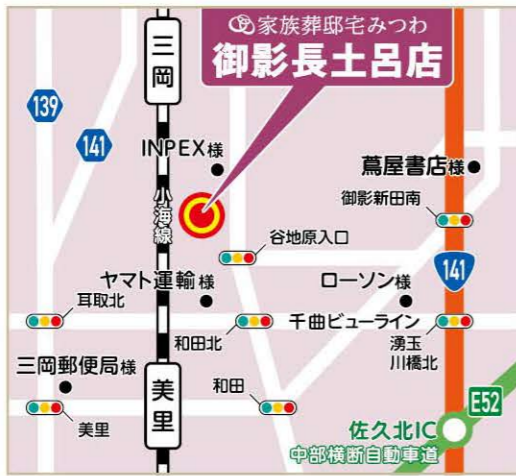 家族葬邸宅みつわ
御影長土呂店
三岡
139
141
INPEX様
蔦屋書店様
小海線
御影新田南
谷地原入口
141
ヤマト運輸様
ローソン様
耳取北
和田北
千曲ビューライン
湧玉
川橋北
三岡郵便局様
美里
和田
美里
E52
佐久北IC
中部横断自動車道